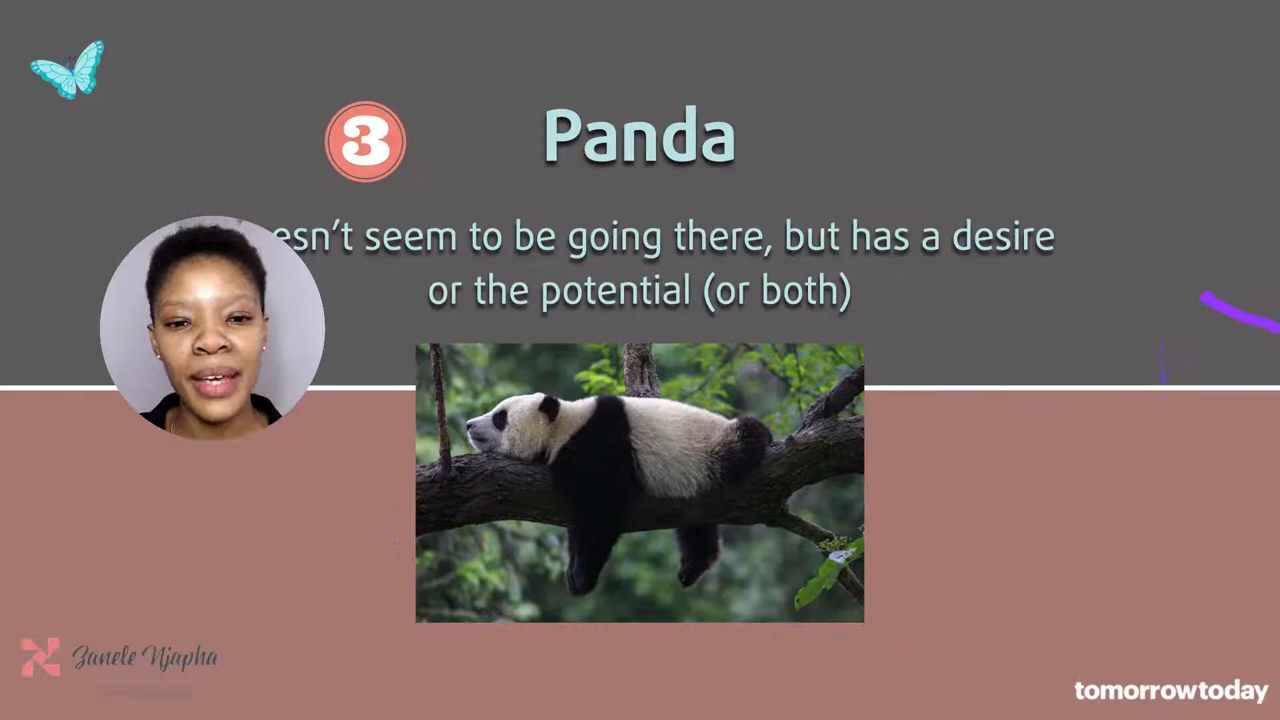 3
Panda
esn't seem to be going there, but has a desire
or the potential (or both)
Zanele Njapha
tomorrowtoday